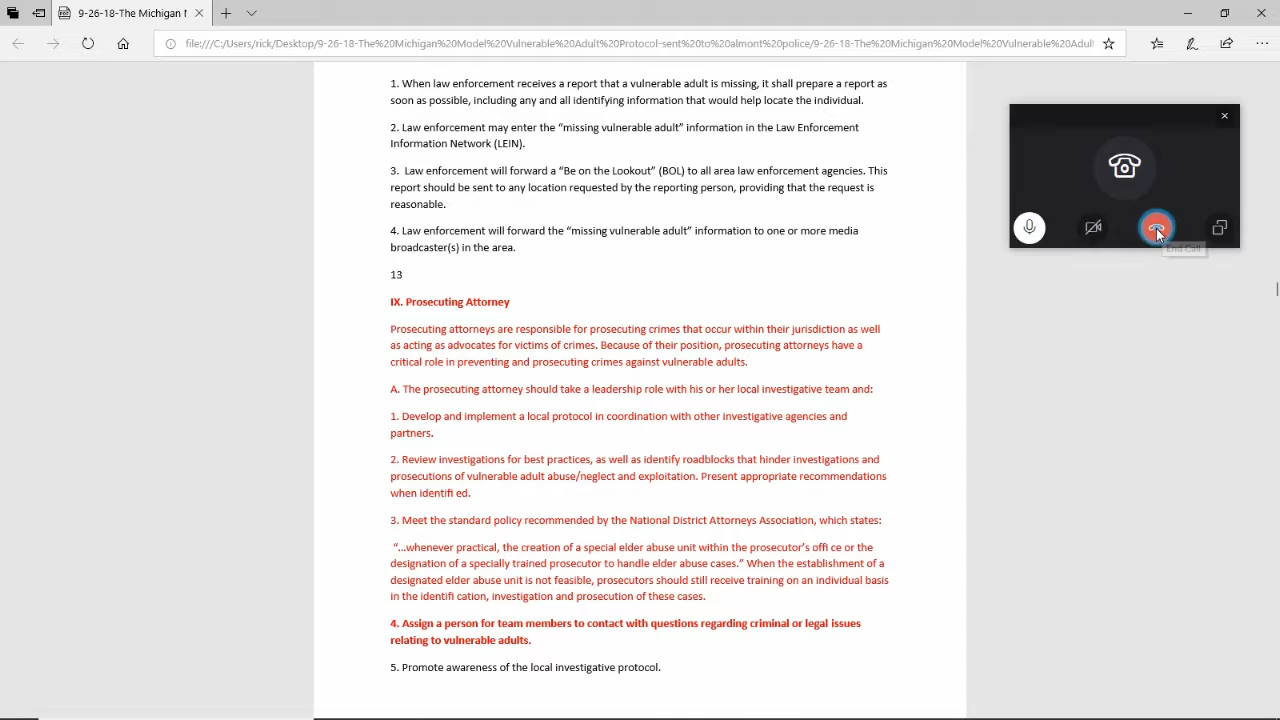 9-26-18-The Michigan M
file:///C:/Users/rick/Desktop/9-26-18-The%20Michigan%20Model%20Vulnerable%20Adult%20Protocol-sent%20to%20almont%20police/9-26-18-The%20Michigan%20Model%20Vulnerable%20Adul
1. When law enforcement receives a report that a vulnerable adult is missing, it shall prepare a report as
soon as possible, including any and all identifying information that would help locate the individual.
2. Law enforcement may enter the “missing vulnerable adult” information in the Law Enforcement
Information Network (LEIN).
3. Law enforcement will forward a “Be on the Lookout” (BOL) to all area law enforcement agencies. This
report should be sent to any location requested by the reporting person, providing that the request is
reasonable.
4. Law enforcement will forward the “missing vulnerable adult” information to one or more media
broadcaster(s) in the area.
13
IX. Prosecuting Attorney
Prosecuting attorneys are responsible for prosecuting crimes that occur within their jurisdiction as well
as acting as advocates for victims of crimes. Because of their position, prosecuting attorneys have a
critical role in preventing and prosecuting crimes against vulnerable adults.
A. The prosecuting attorney should take a leadership role with his or her local investigative team and:
1. Develop and implement a local protocol in coordination with other investigative agencies and
partners.
2. Review investigations for best practices, as well as identify roadblocks that hinder investigations and
prosecutions of vulnerable adult abuse/neglect and exploitation. Present appropriate recommendations
when identifi ed.
3. Meet the standard policy recommended by the National District Attorneys Association, which states:
“…whenever practical, the creation of a special elder abuse unit within the prosecutor’s offi ce or the
designation of a specially trained prosecutor to handle elder abuse cases.” When the establishment of a
designated elder abuse unit is not feasible, prosecutors should still receive training on an individual basis
in the identifi cation, investigation and prosecution of these cases.
4. Assign a person for team members to contact with questions regarding criminal or legal issues
relating to vulnerable adults.
5. Promote awareness of the local investigative protocol.
End Call